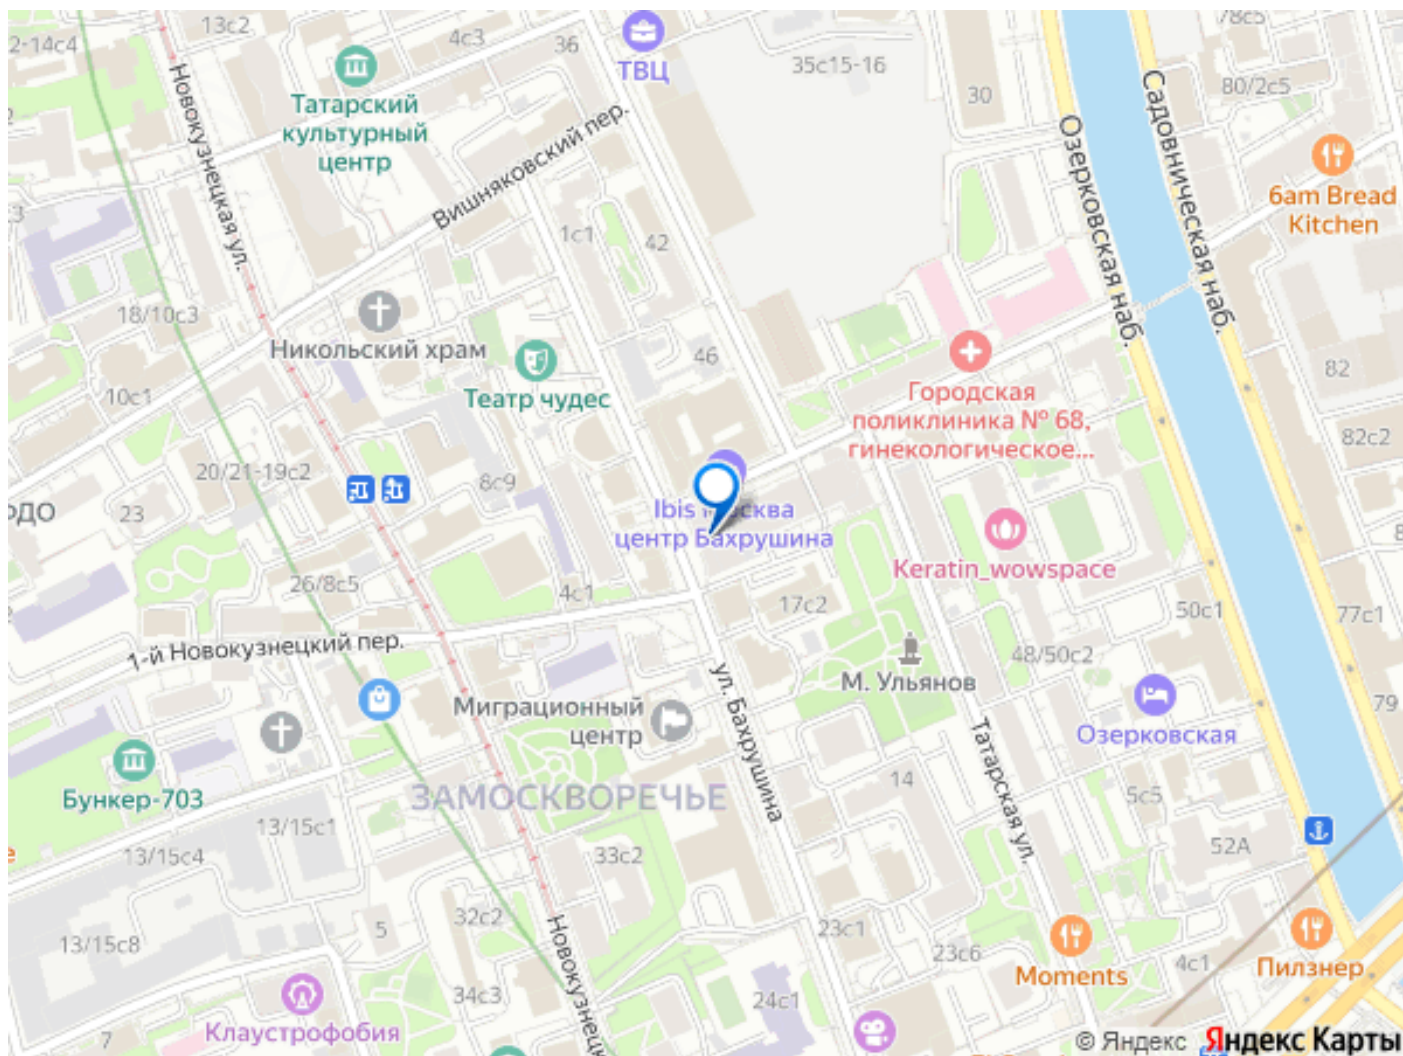 13с2
4с3
36
ТВЦ
35с15-16
78с5
2-14с4
30
80/2с5
Татарский
культурный
центр
Новокузнецкая ул.
Вишняковский пер.
Озерковская наб.
Садовническая наб.
6am Bread
Kitchen
1с1
42
18/10с3
Никольский храм
46
Театр чудес
10с1
82
Городская
поликлиника № 68,
гинекологическое...
82с2
20/21-19с2
8с9
23
Ibis Москва
центр Бахрушина
Keratin_wowspace
26/8с5
4с1
17с2
50с1
77с1
1-й Новокузнецкий пер.
48/50с2
М. Ульянов
Миграционный
центр
ул. Бахрушина
79
Озерковская
Татарская ул.
Бункер-703
ЗАМОСКВОРЕЧЬЕ
14
5с5
13/15с1
13/15с4
33с2
52А
32с2
5
13/15с8
23с1
23с6
Moments
4с1
Пилзнер
34с3
24с1
Клаустрофобия
7
© Яндекс Яндекс Карты